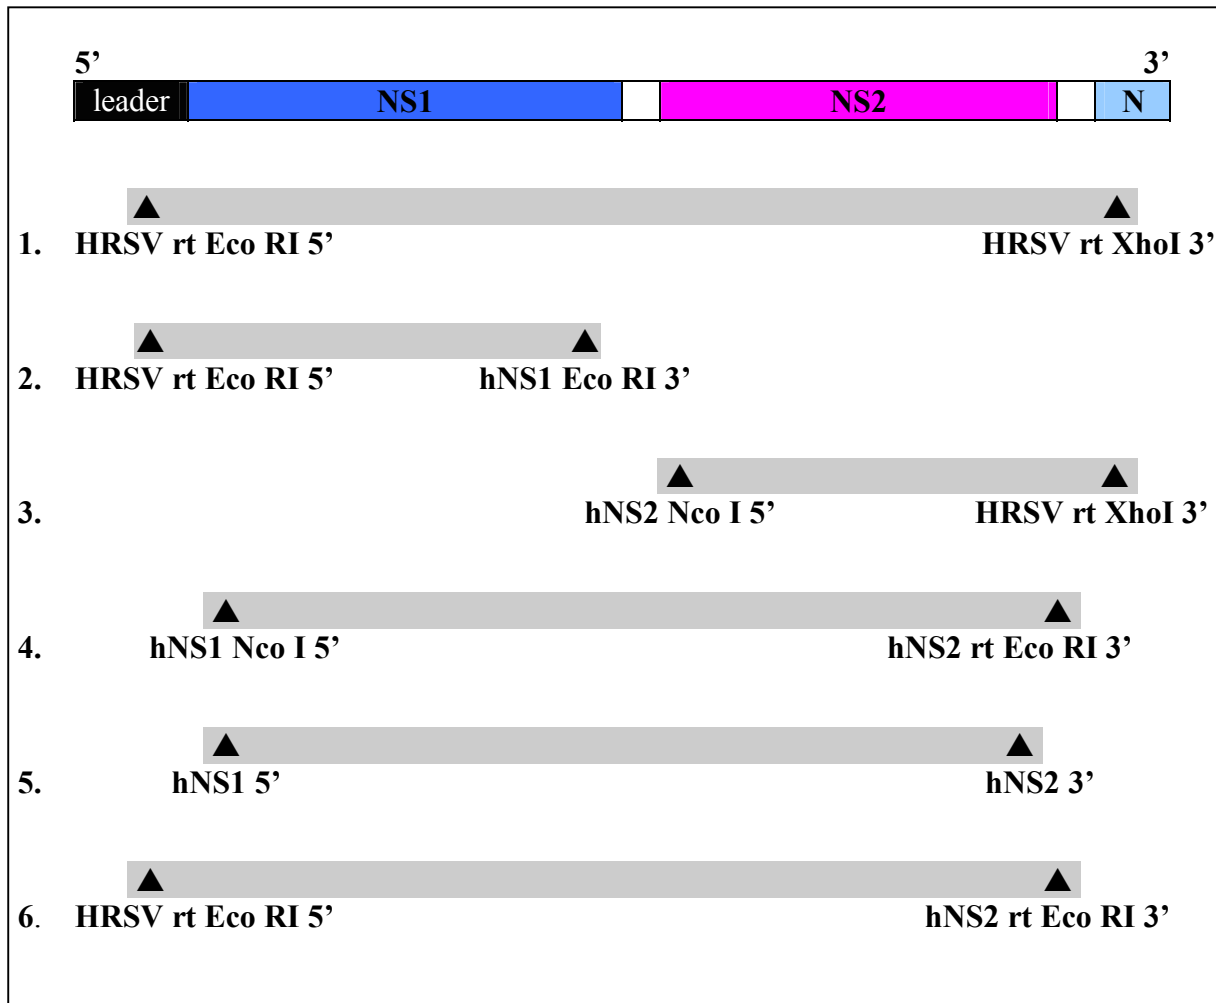 5’ 3’
leader NS1 NS2 N
1. HRSV rt Eco RI 5’ HRSV rt XhoI 3’
2. HRSV rt Eco RI 5’ hNS1 Eco RI 3’
3. hNS2 Nco I 5’ HRSV rt XhoI 3’
4. hNS1 Nco I 5’ hNS2 rt Eco RI 3’
5. hNS1 5’ hNS2 3’
6. HRSV rt Eco RI 5’ hNS2 rt Eco RI 3’